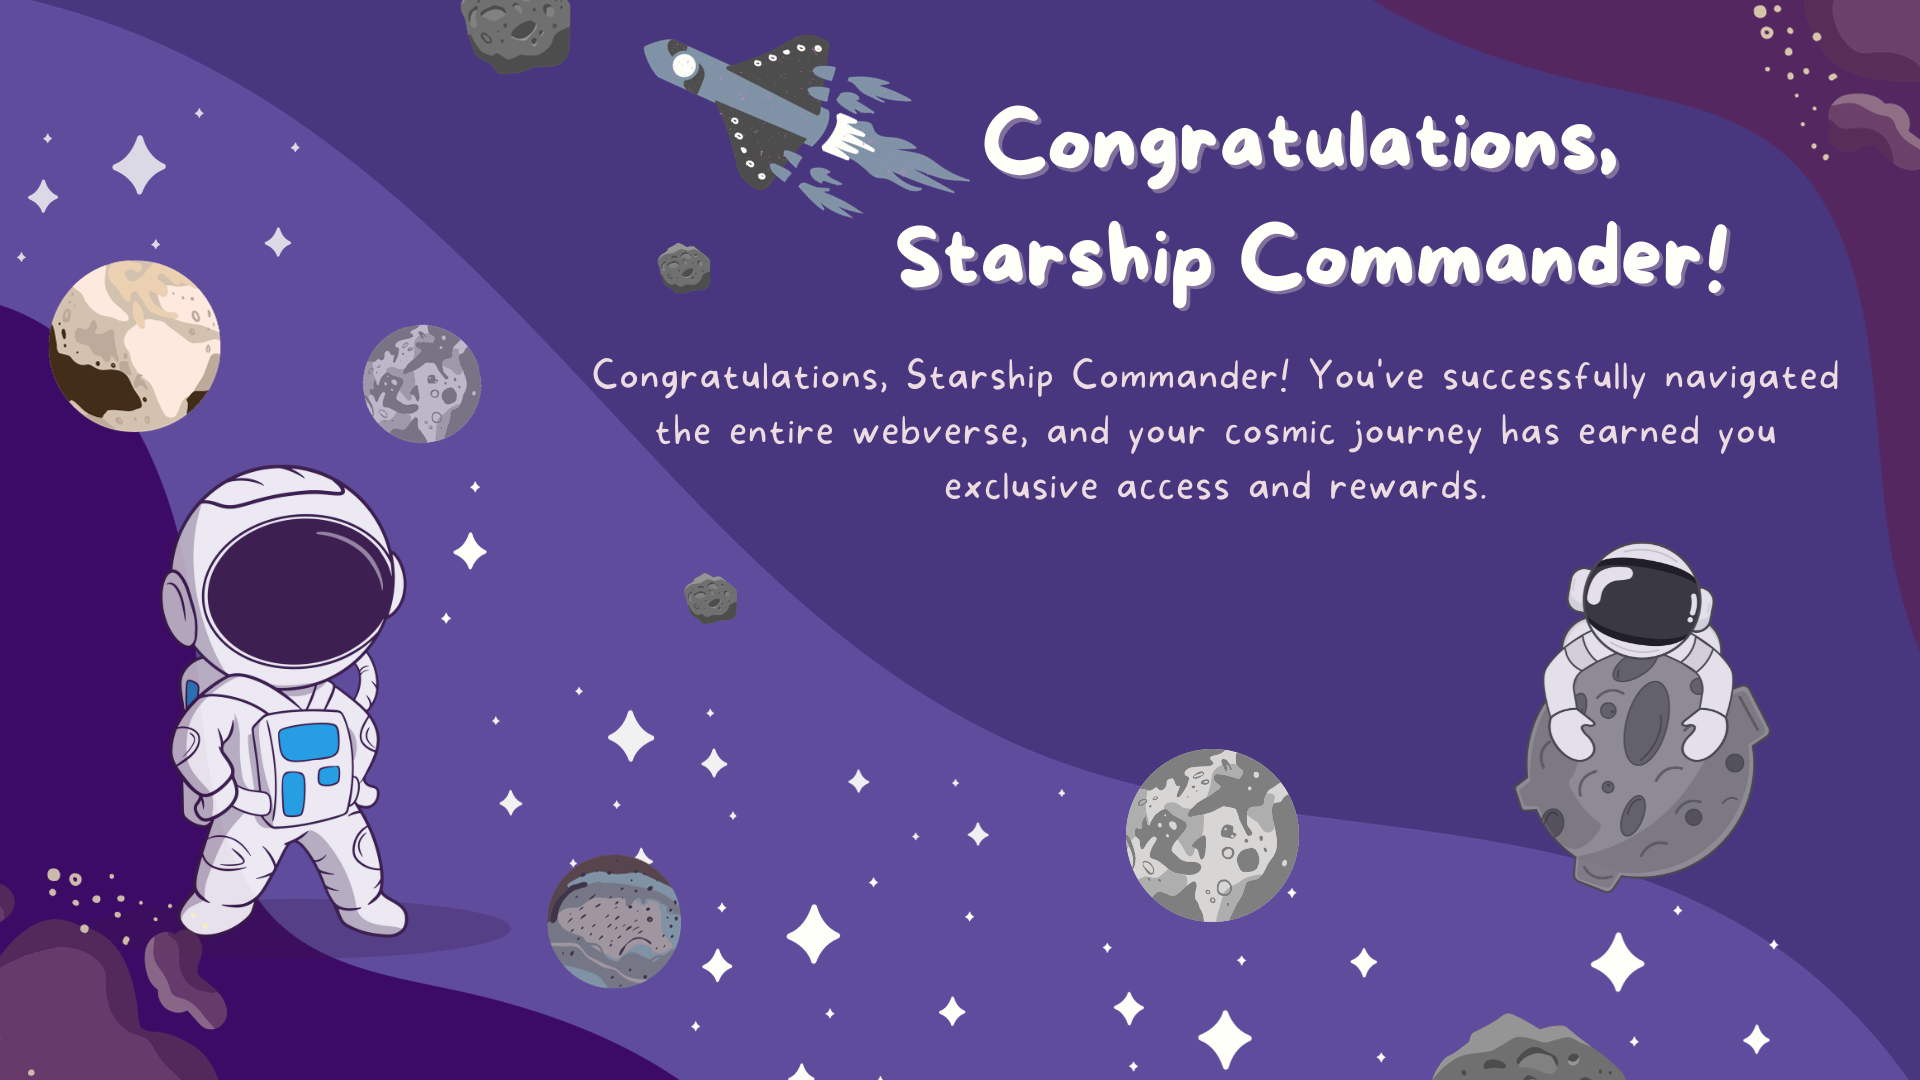 Congratulations,
Starship Commander!
Congratulations, Starship Commander! You've successfully navigated
the entire webverse, and your cosmic journey has earned you
exclusive access and rewards.